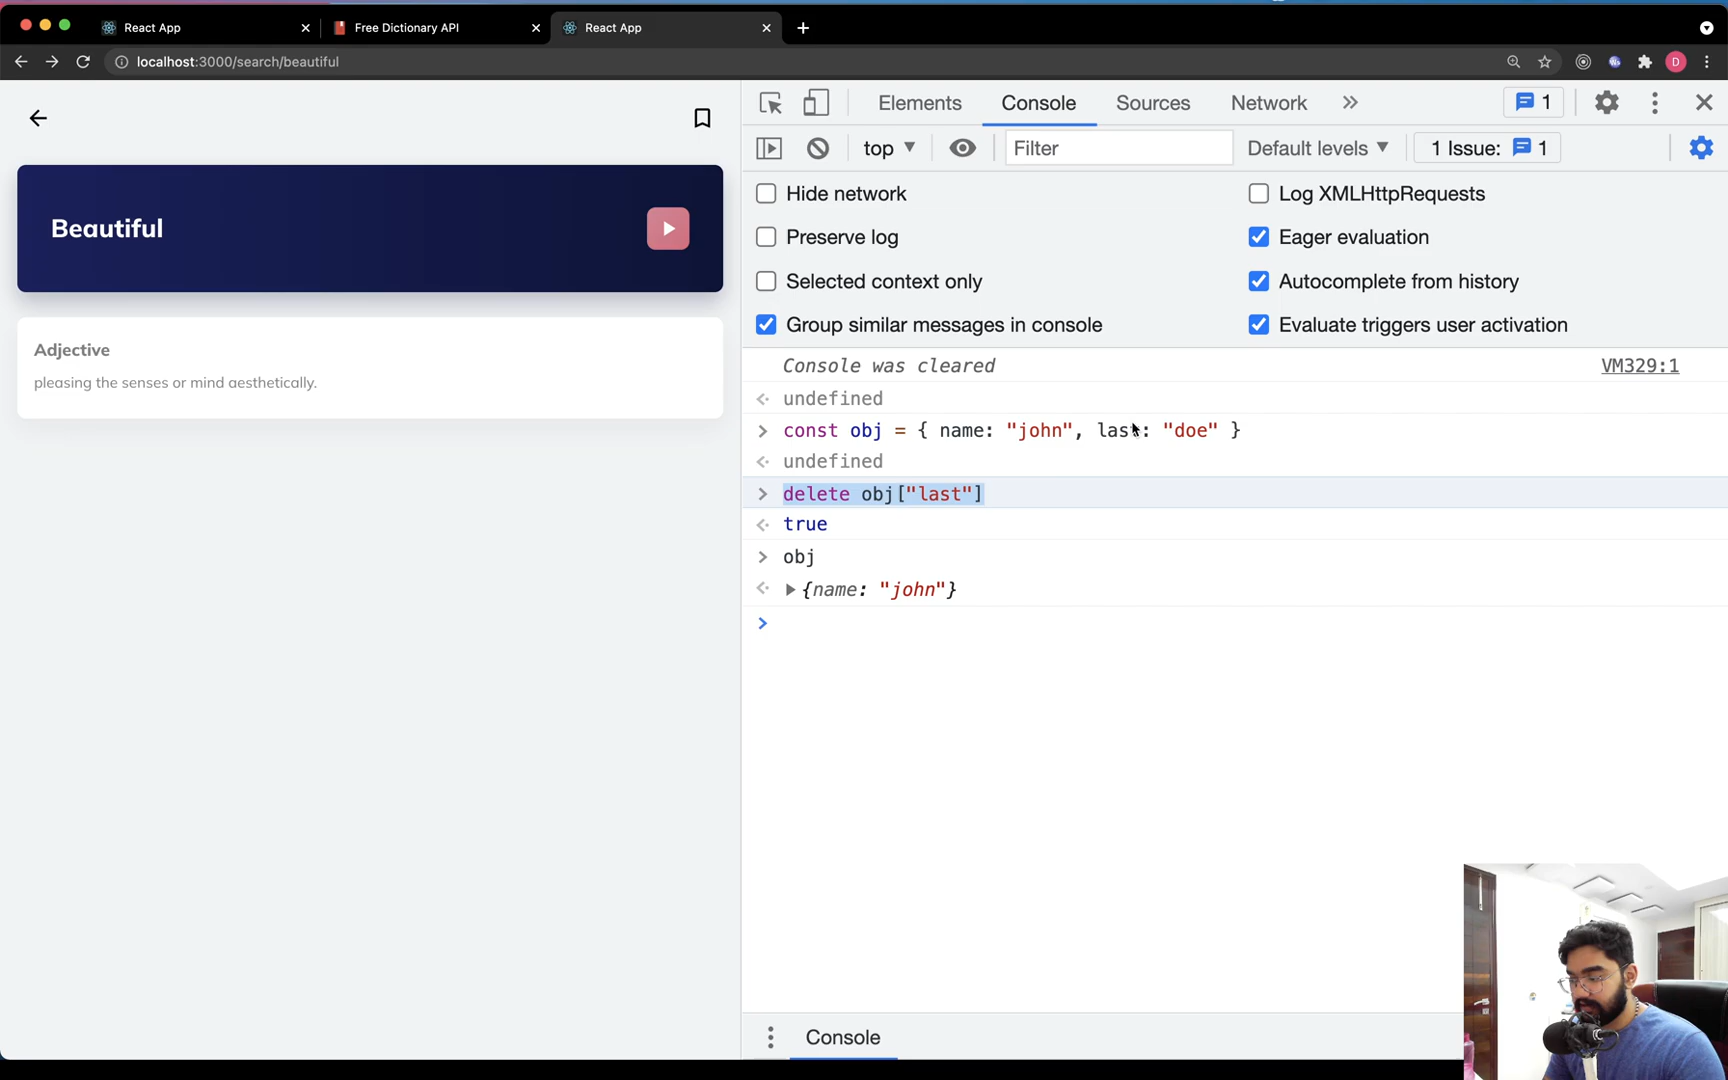 React App
Free Dictionary API
React App
localhost:3000/search/beautiful
D
Beautiful
Adjective
pleasing the senses or mind aesthetically.
Elements Console Sources Network » 1
top ▼ Filter Default levels ▼ 1 Issue: 1
Hide network Log XMLHttpRequests
Preserve log Eager evaluation
Selected context only Autocomplete from history
Group similar messages in console Evaluate triggers user activation
Console was cleared VM329:1
undefined
> const obj = { name: "john", last: "doe" }
undefined
> delete obj["last"]
true
> obj
{name: "john"}
>
Console